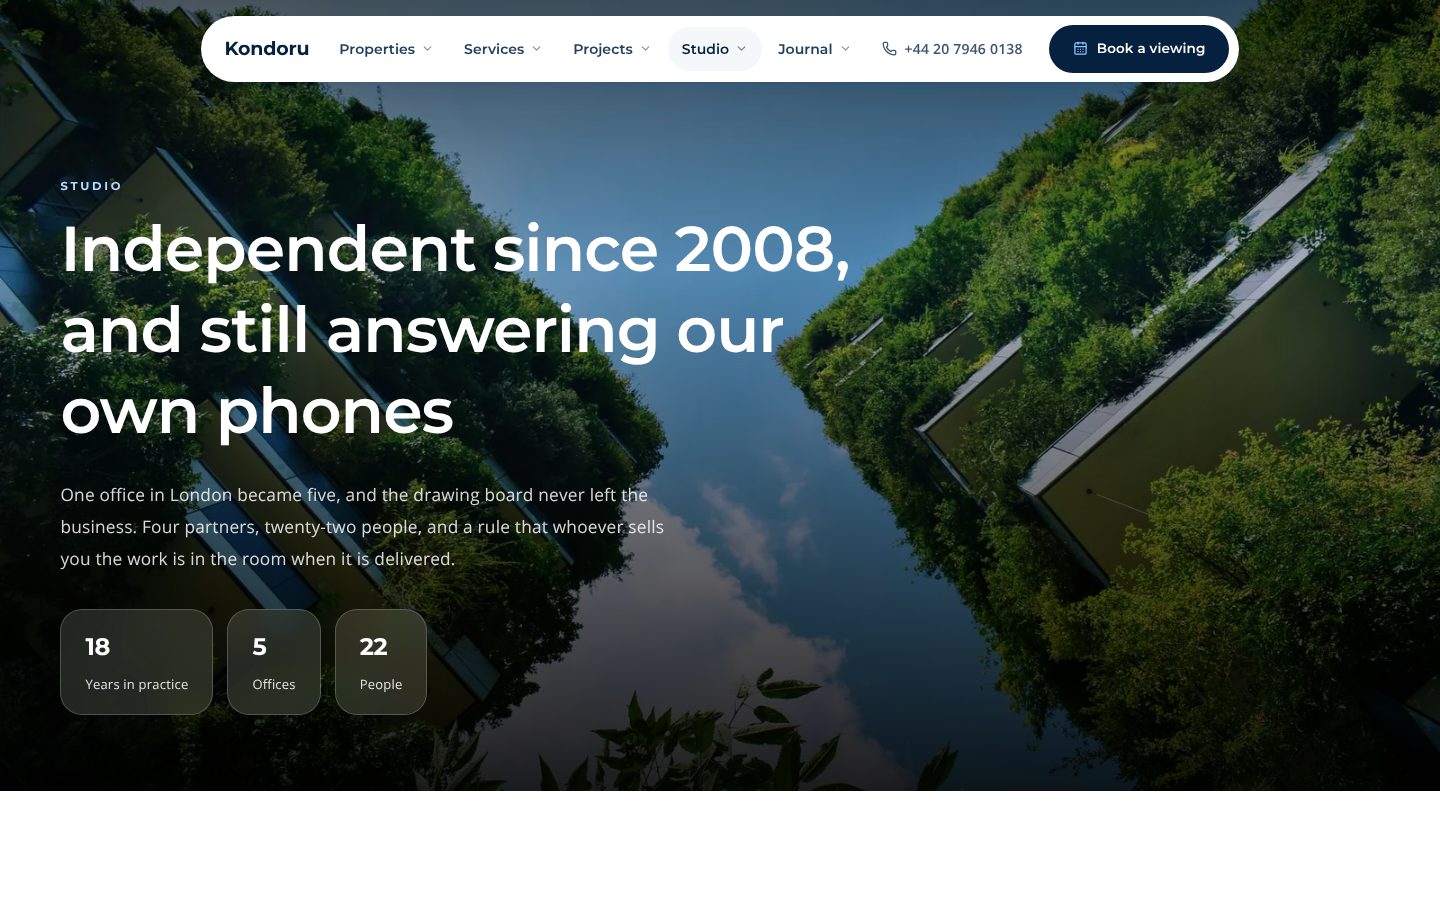 Kondoru
Properties
Services
Projects
Studio
Journal
+44 20 7946 0138
Book a viewing
STUDIO
Independent since 2008,
and still answering our
own phones
One office in London became five, and the drawing board never left the
business. Four partners, twenty-two people, and a rule that whoever sells
you the work is in the room when it is delivered.
18
Years in practice
5
Offices
22
People